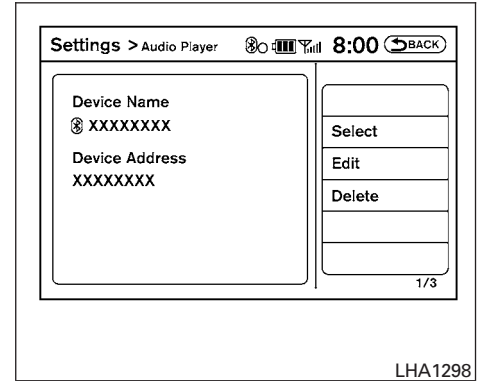 Settings > Audio Player 8:00 BACK
Device Name
XXXXXXXX
Device Address
XXXXXXXX
Select
Edit
Delete
1/3
LHA1298